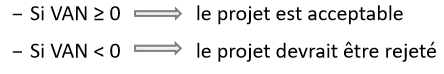 – Si VAN ≥ 0 ⟹ le projet est acceptable
– Si VAN < 0 ⟹ le projet devrait être rejeté